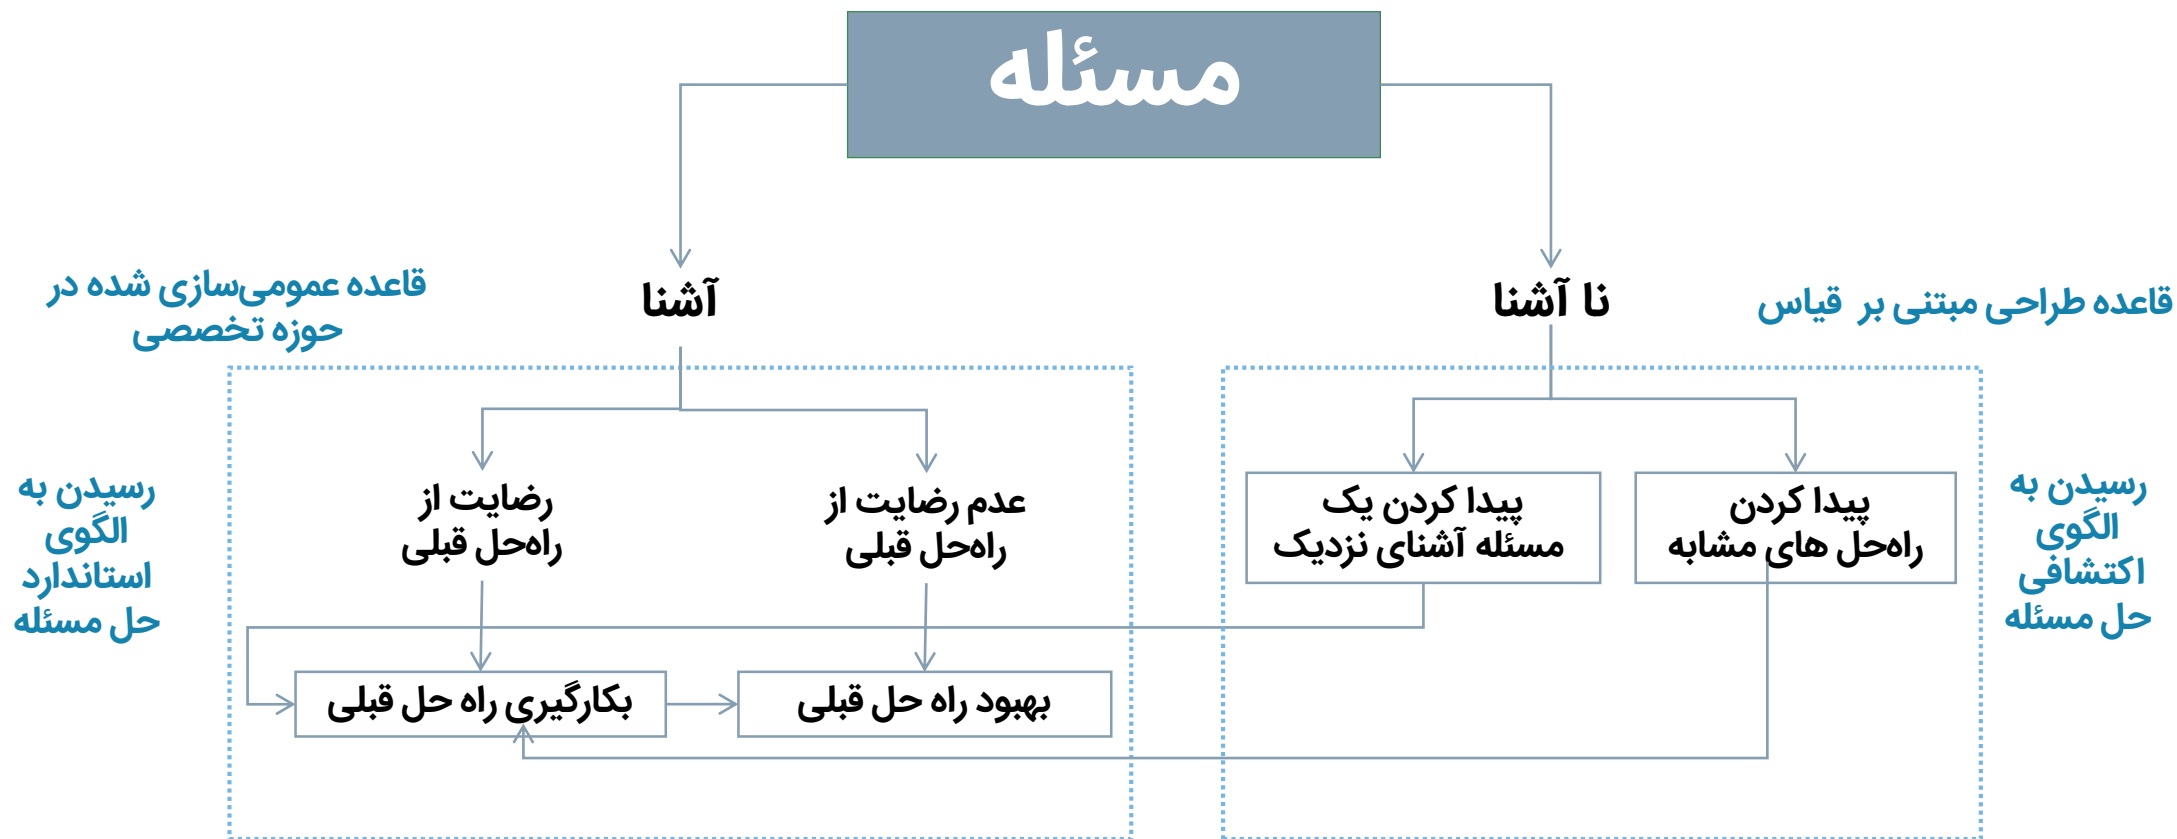 مسئله
قاعده طراحی مبتنی بر قیاس
نا آشنا
آشنا
قاعده عمومی‌سازی شده در
حوزه تخصصی
رسیدن به
الگوی
اکتشافی
حل مسئله
پیدا کردن
راه‌حل های مشابه
پیدا کردن یک
مسئله آشنای نزدیک
عدم رضایت از
راه‌حل قبلی
رضایت از
راه‌حل قبلی
رسیدن به
الگوی
استاندارد
حل مسئله
بهبود راه حل قبلی
بکارگیری راه حل قبلی